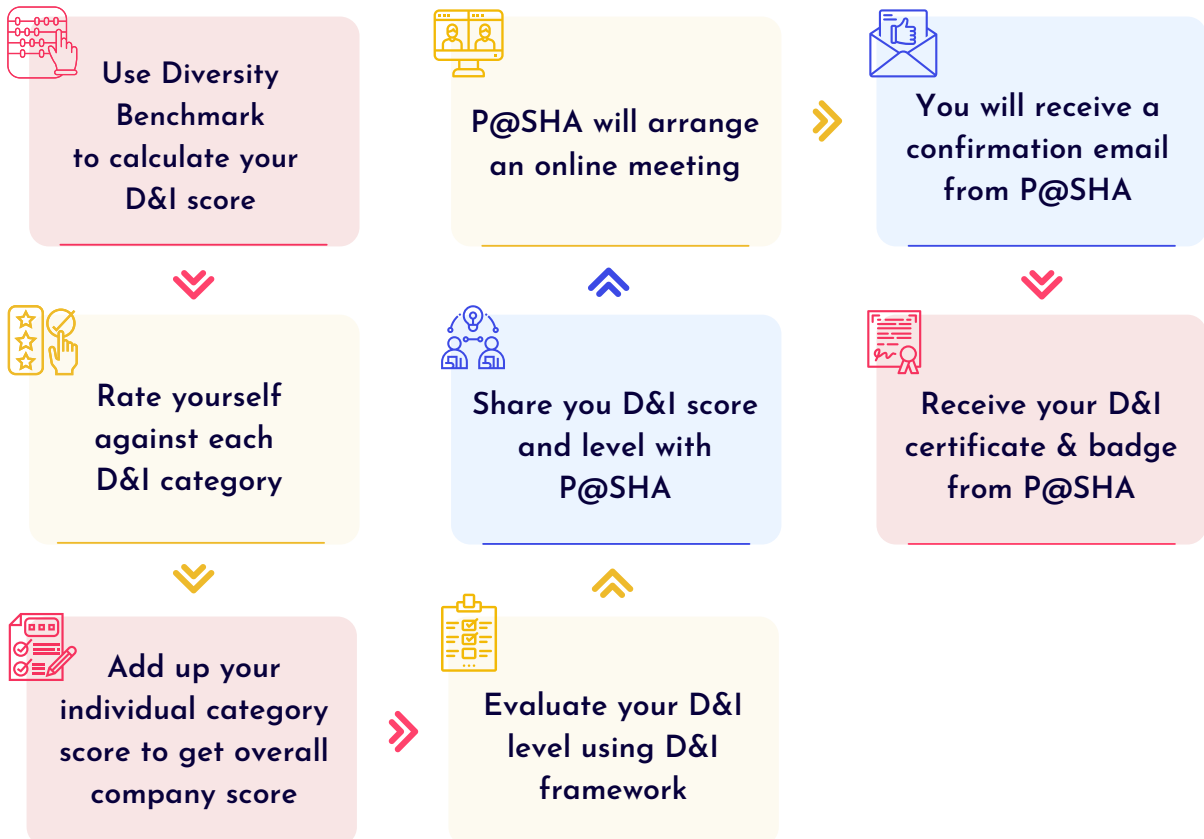 Use Diversity
Benchmark
to calculate your
D&I score
Rate yourself
against each
D&I category
Add up your
individual category
score to get overall
company score
Evaluate your D&I
level using D&I
framework
Share you D&I score
and level with
P@SHA
P@SHA will arrange
an online meeting
You will receive a
confirmation email
from P@SHA
Receive your D&I
certificate & badge
from P@SHA